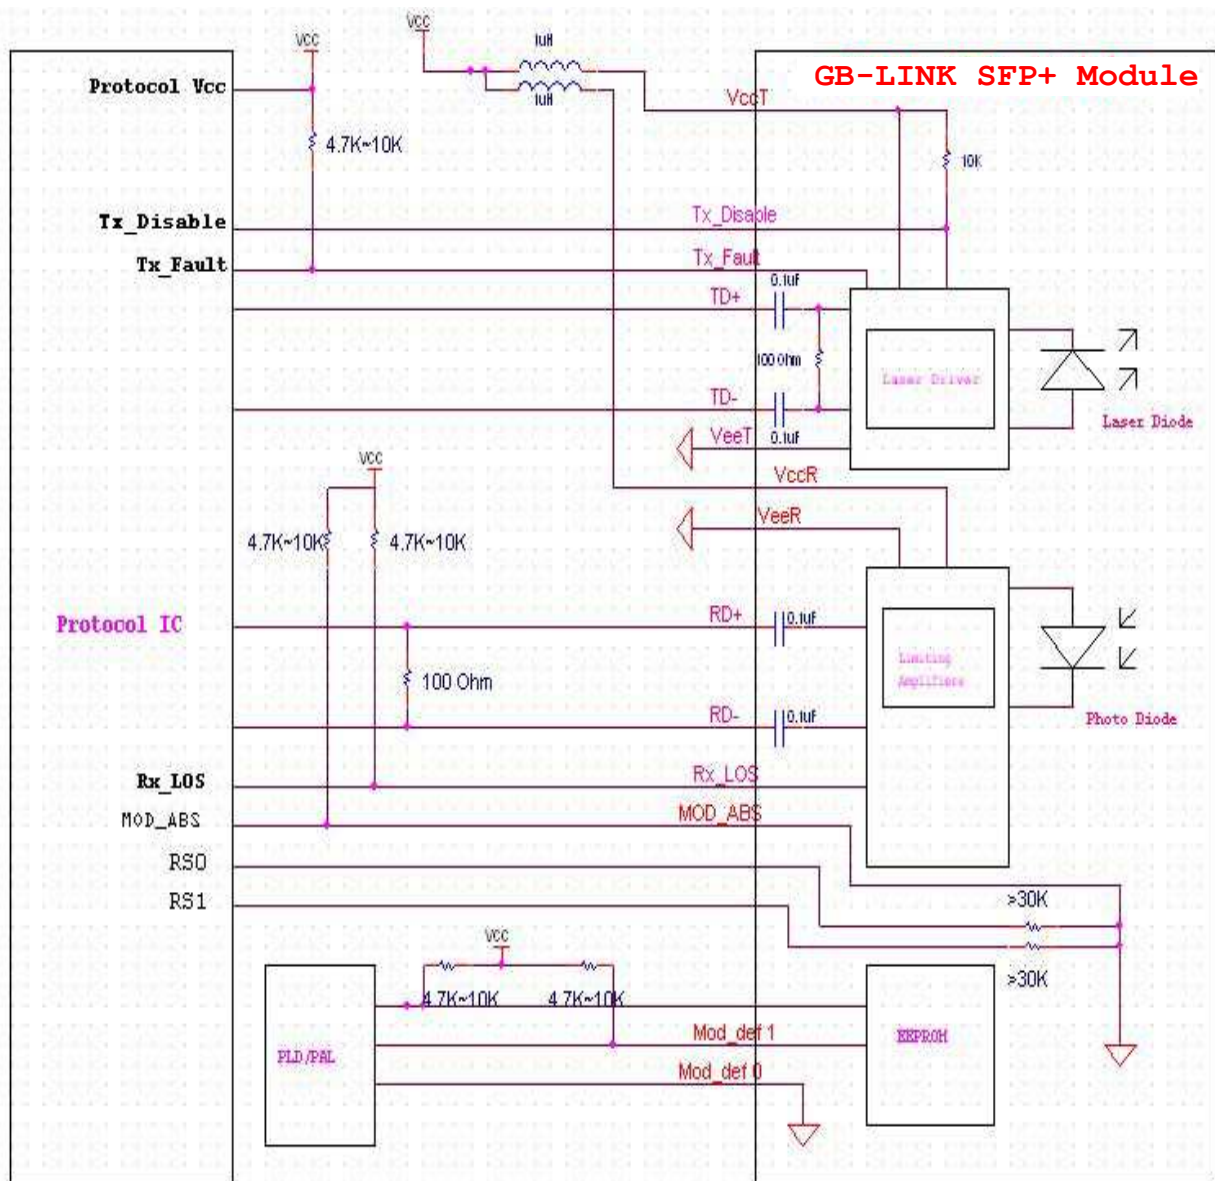 Vcc
Vcc
1uH
1uH
GB-LINK SFP+ Module
Protocol Vcc
VccT
4.7K~10K
10K
Tx_Disable
Tx_Disable
Tx_Fault
Tx_Fault
0.1uF
TD+
100 Ohm
Laser Driver
TD-
Laser Diode
VeeT
0.1uF
VCC
VccR
VeeR
4.7K~10K
4.7K~10K
Protocol IC
RD+
0.1uF
Limiting
Amplifiers
100 Ohm
RD-
0.1uF
Photo Diode
Rx_LOS
Rx_LOS
MOD_ABS
MOD_ABS
RS0
RS1
>30K
VCC
>30K
4.7K~10K
4.7K~10K
Mod_def 1
EEPROM
PLD/PAL
Mod_def 0